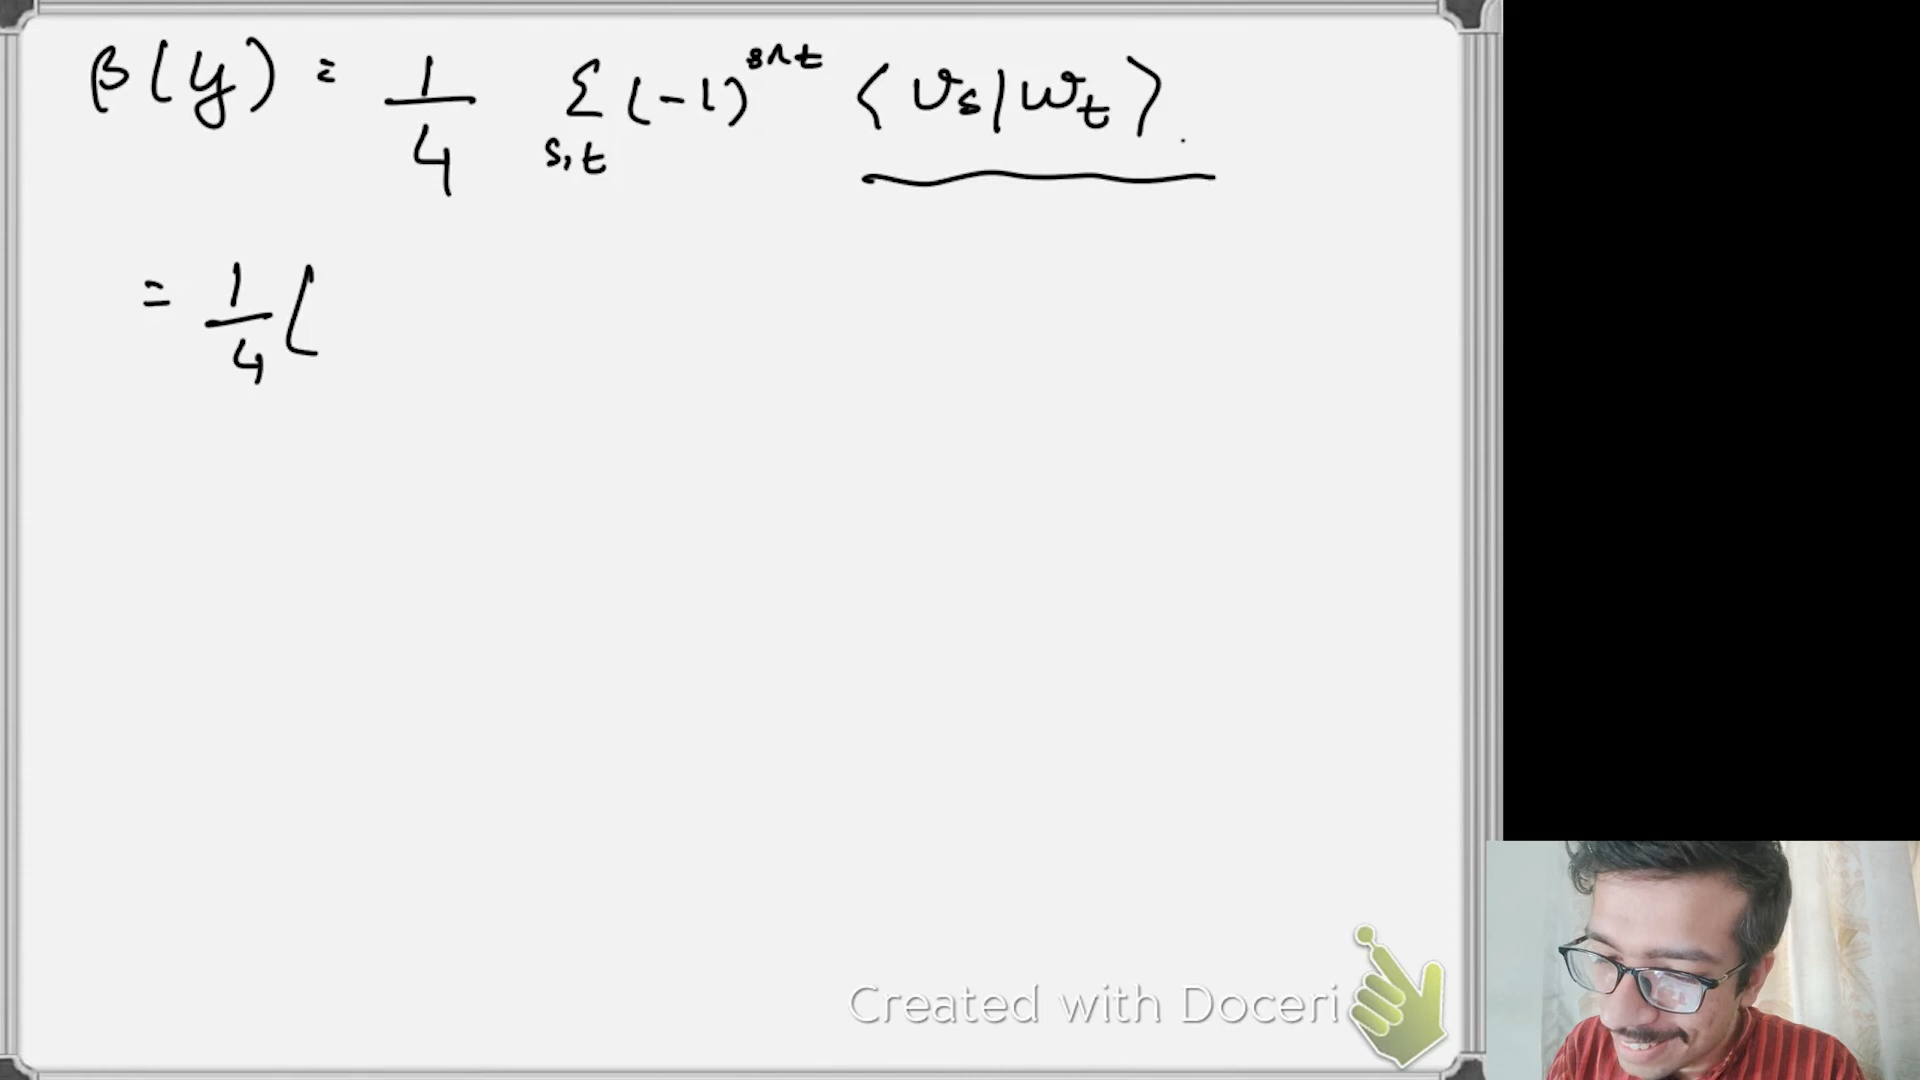 β(y) = 1/4 Σ_{s,t} (-1)^{s∧t} ⟨v_s|w_t⟩.
= 1/4 [
Created with Doceri